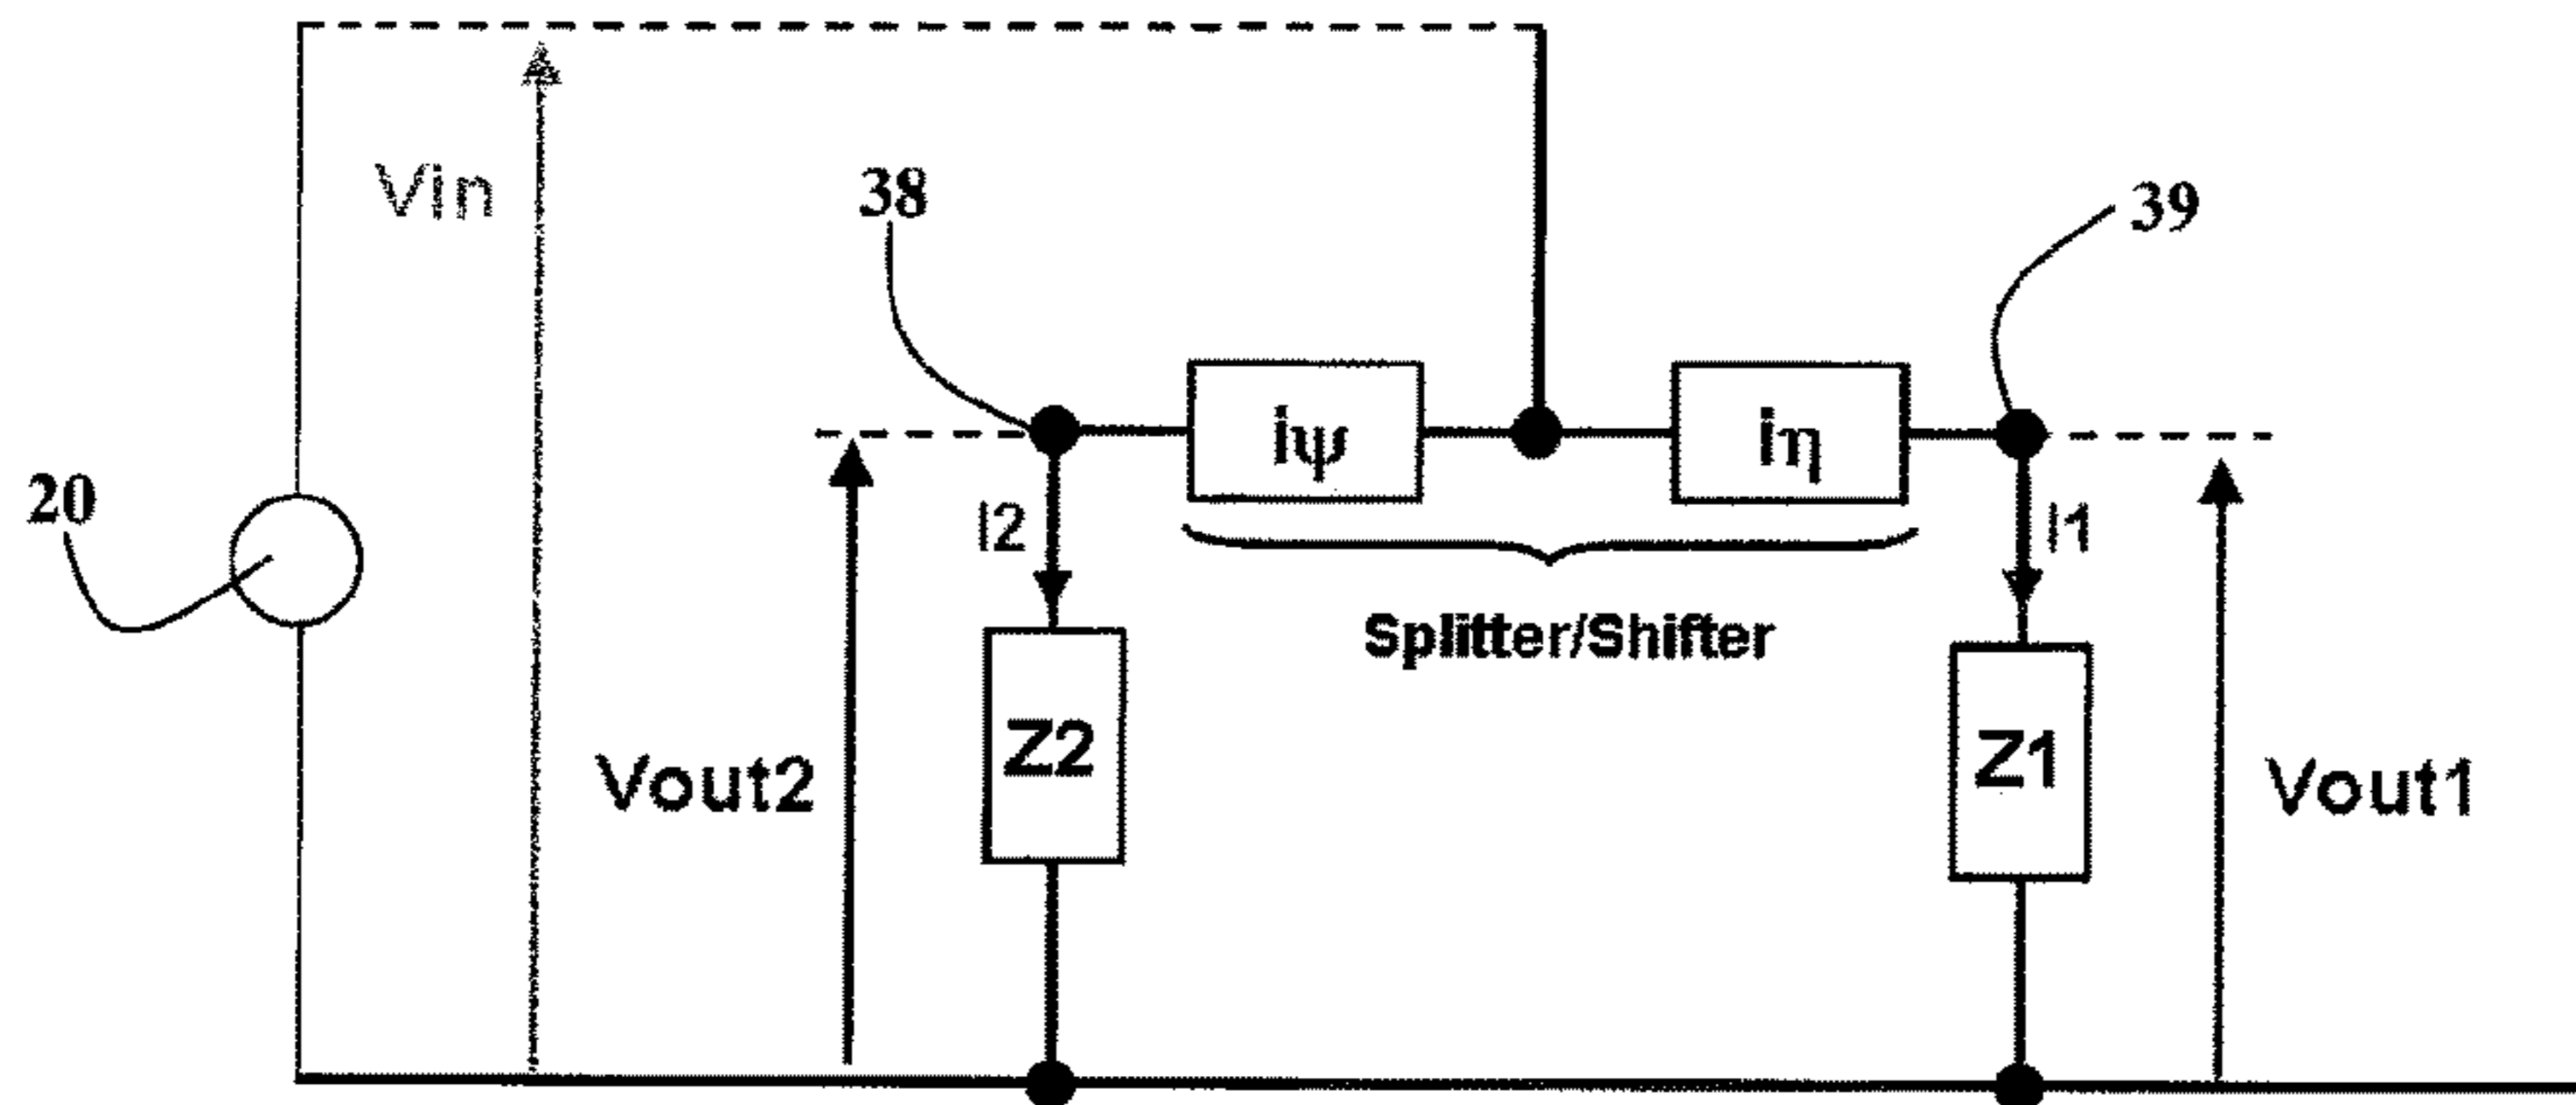 Vin
38
39
20
iψ
iη
I2
I1
Splitter/Shifter
Z2
Z1
Vout2
Vout1